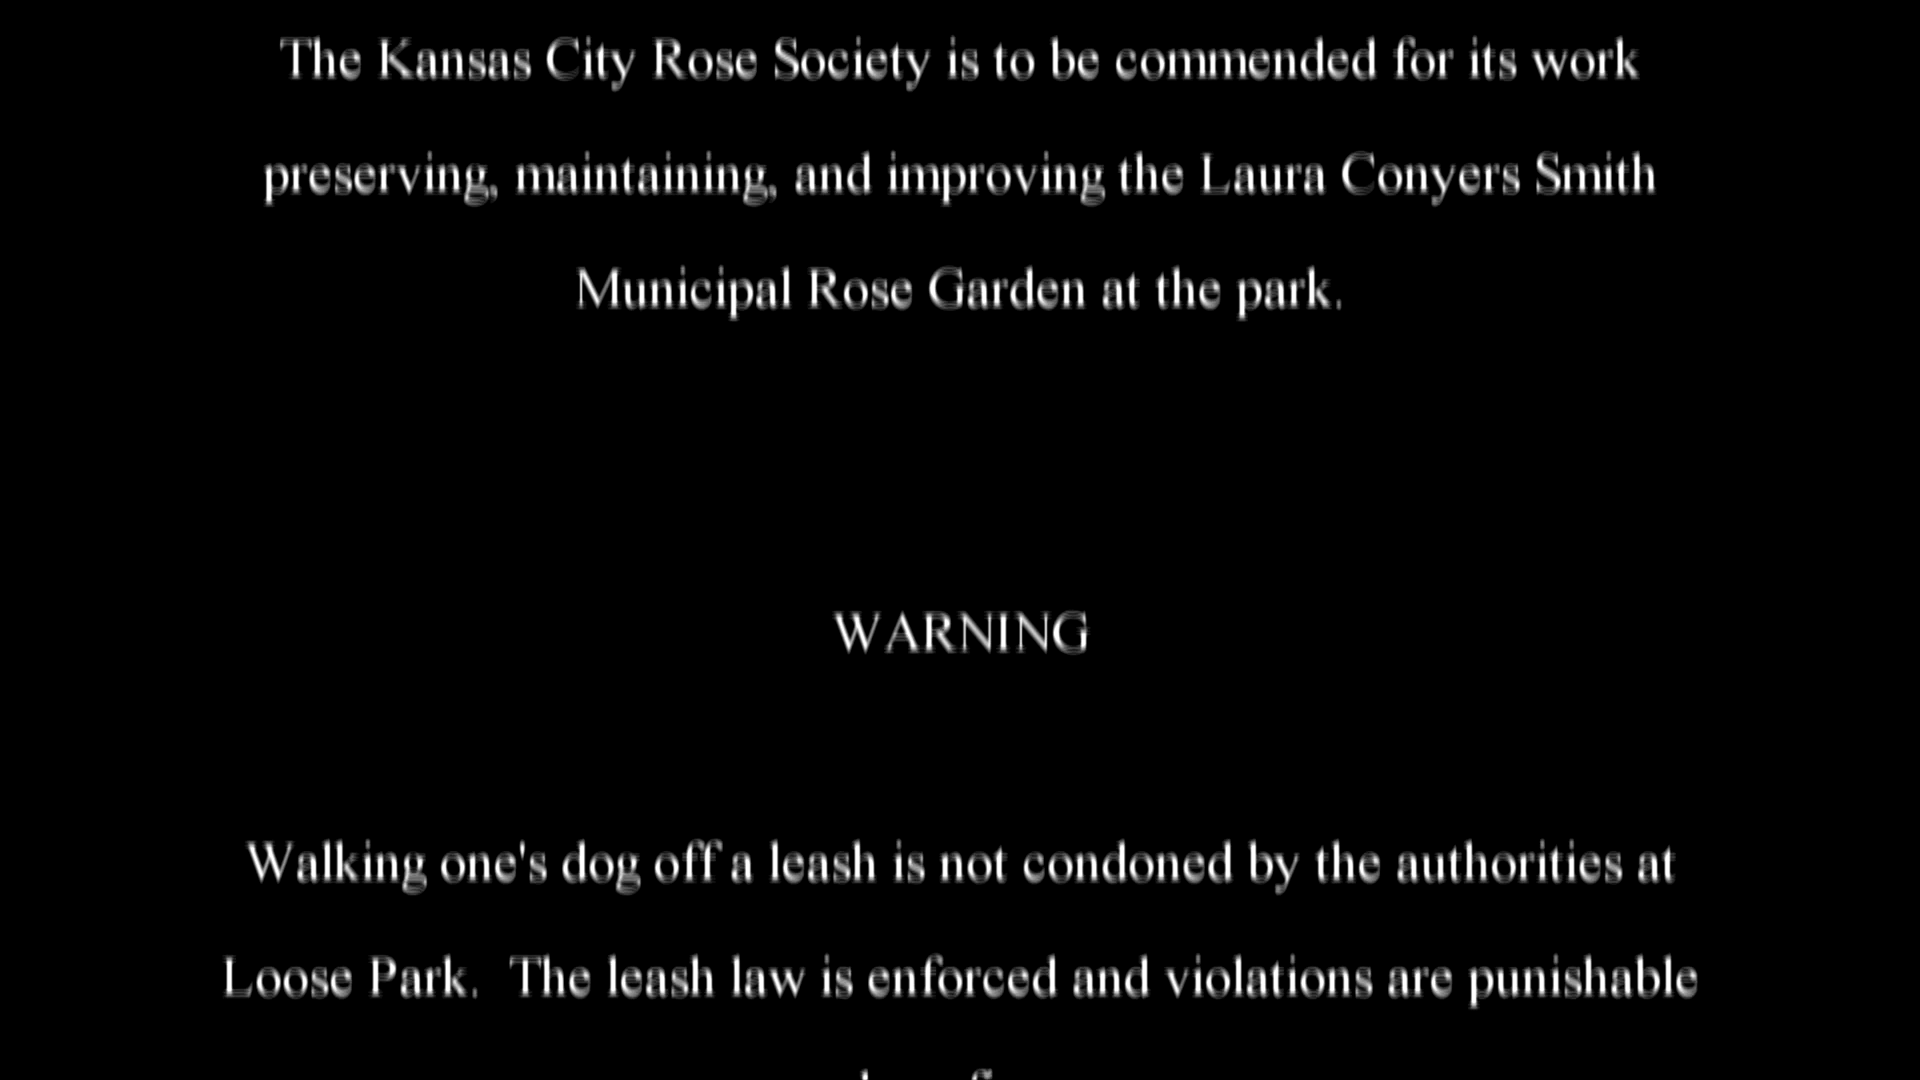 The Kansas City Rose Society is to be commended for its work
preserving, maintaining, and improving the Laura Conyers Smith
Municipal Rose Garden at the park.
WARNING
Walking one's dog off a leash is not condoned by the authorities at
Loose Park.  The leash law is enforced and violations are punishable